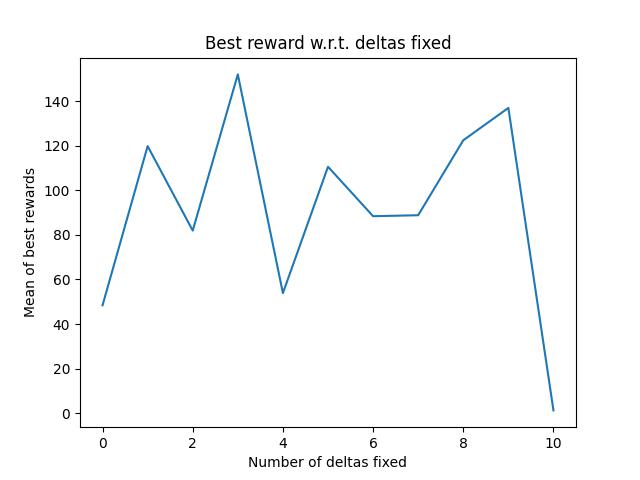 Best reward w.r.t. deltas fixed
Mean of best rewards
140
120
100
80
60
40
20
0
0 2 4 6 8 10
Number of deltas fixed